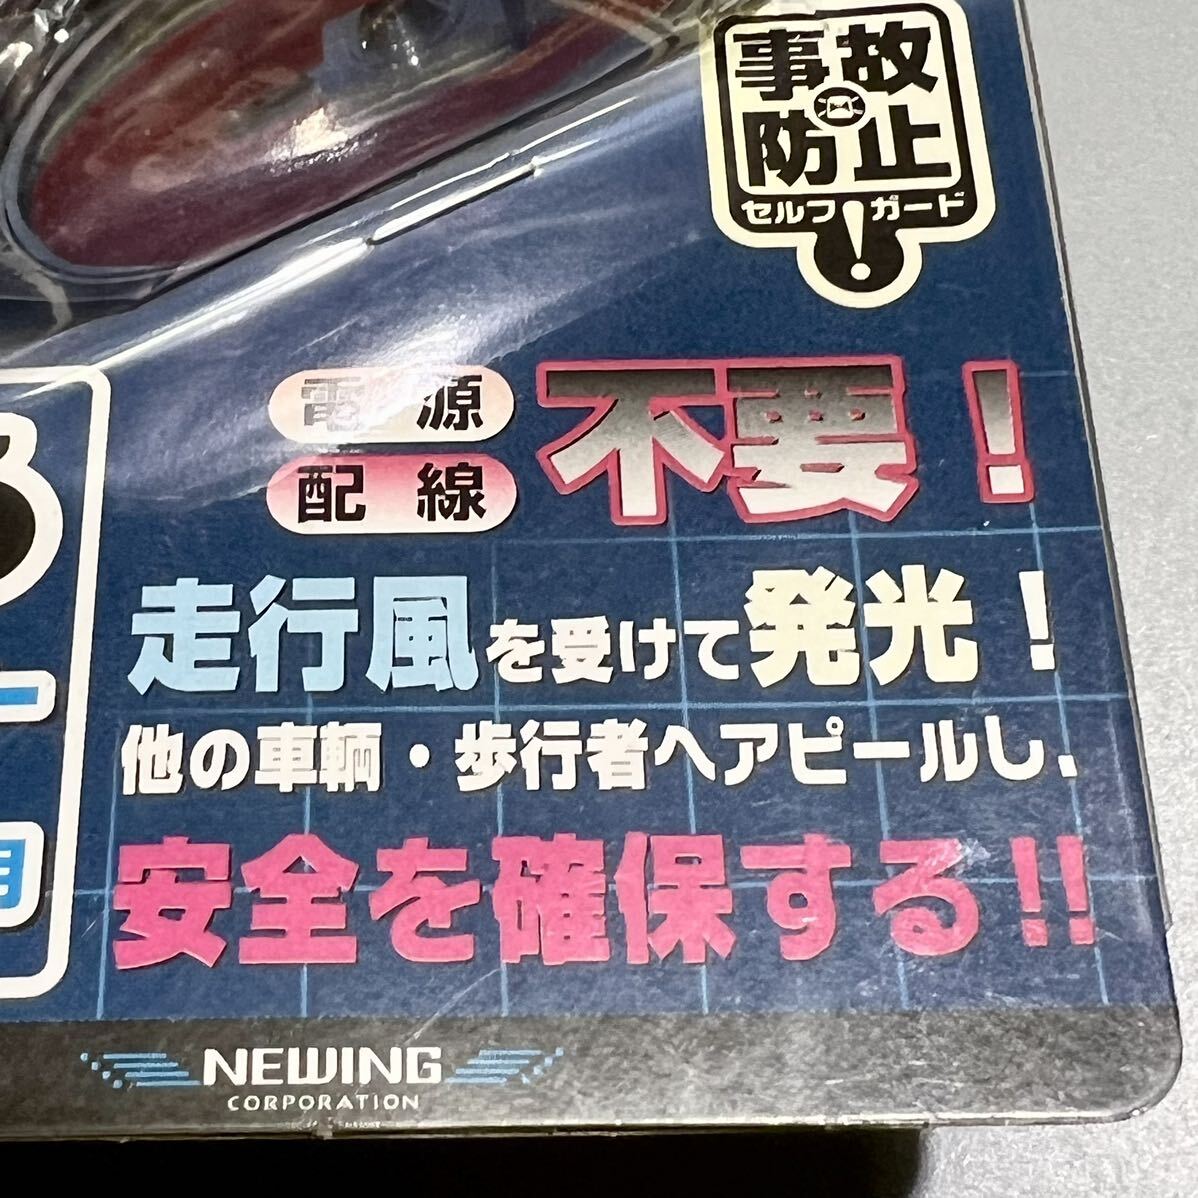 事故
防止
セルフガード
!
電源
配線
不要!
走行風を受けて発光!
他の車輌・歩行者へアピールし、
安全を確保する!!
NEWING
CORPORATION